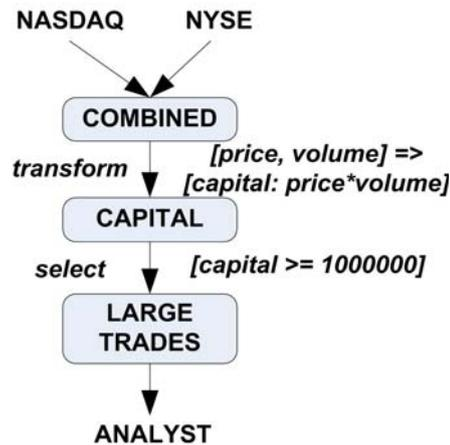 NASDAQ NYSE
COMBINED
transform
[price, volume] =>
[capital: price*volume]
CAPITAL
select
[capital >= 1000000]
LARGE
TRADES
ANALYST